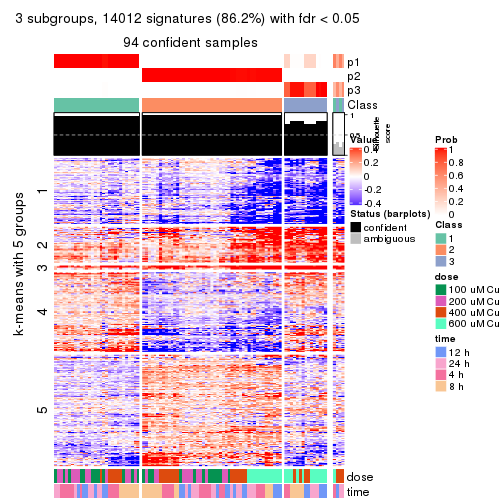 3 subgroups, 14012 signatures (86.2%) with fdr < 0.05
94 confident samples
p1
p2
p3
Class
1
0.5
0
Silhouette
score
k-means with 5 groups
1
2
3
4
5
dose
time
Value
0.4
0.2
0
-0.2
-0.4
Status (barplots)
confident
ambiguous
Prob
1
0.8
0.6
0.4
0.2
0
Class
1
2
3
dose
100 uM Cu
200 uM Cu
400 uM Cu
600 uM Cu
time
12 h
24 h
4 h
8 h